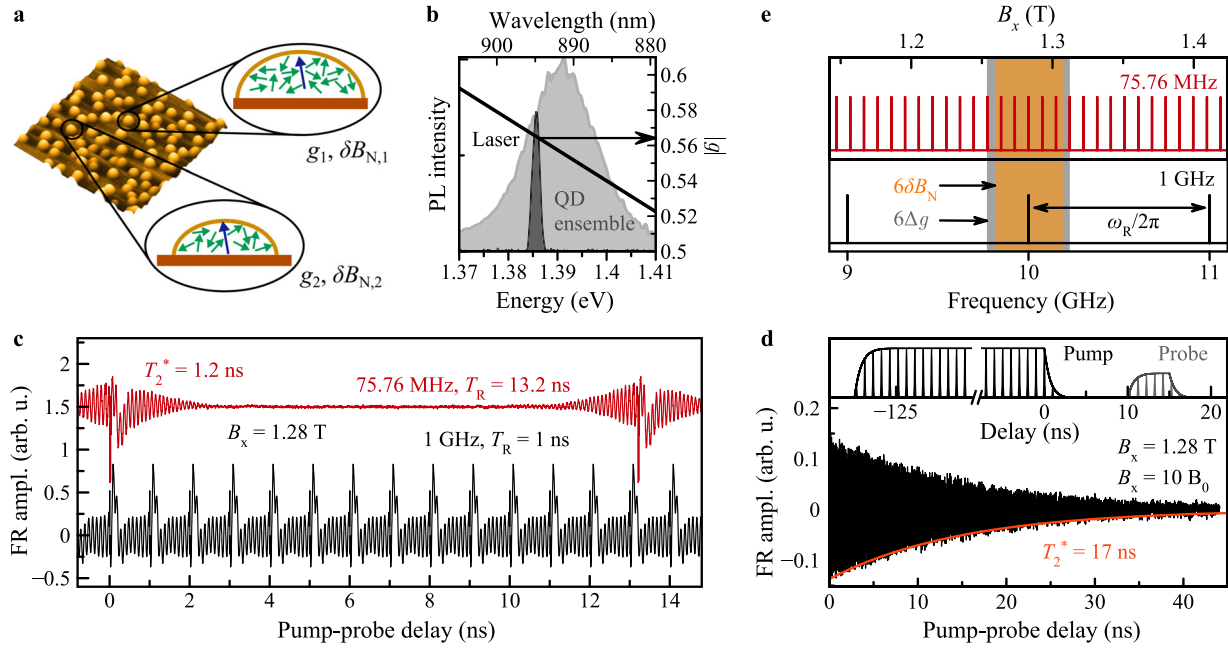 a
g1, δBN,1
g2, δBN,2
b
Wavelength (nm)
900 890 880
PL intensity
Laser
QD
ensemble
0.6
0.58
0.56
0.54
0.52
0.5
|g|
1.37 1.38 1.39 1.4 1.41
Energy (eV)
e
Bx (T)
1.2 1.3 1.4
75.76 MHz
6δBN
6Δg
1 GHz
ωR/2π
9 10 11
Frequency (GHz)
c
FR ampl. (arb. u.)
2
1.5
1
0.5
0
−0.5
T2* = 1.2 ns
75.76 MHz, TR = 13.2 ns
Bx = 1.28 T
1 GHz, TR = 1 ns
0 2 4 6 8 10 12 14
Pump-probe delay (ns)
d
Pump
Probe
−125 0 10 20
Delay (ns)
FR ampl. (arb. u.)
0.2
0.1
0
−0.1
Bx = 1.28 T
Bx = 10 B0
T2* = 17 ns
0 10 20 30 40
Pump-probe delay (ns)